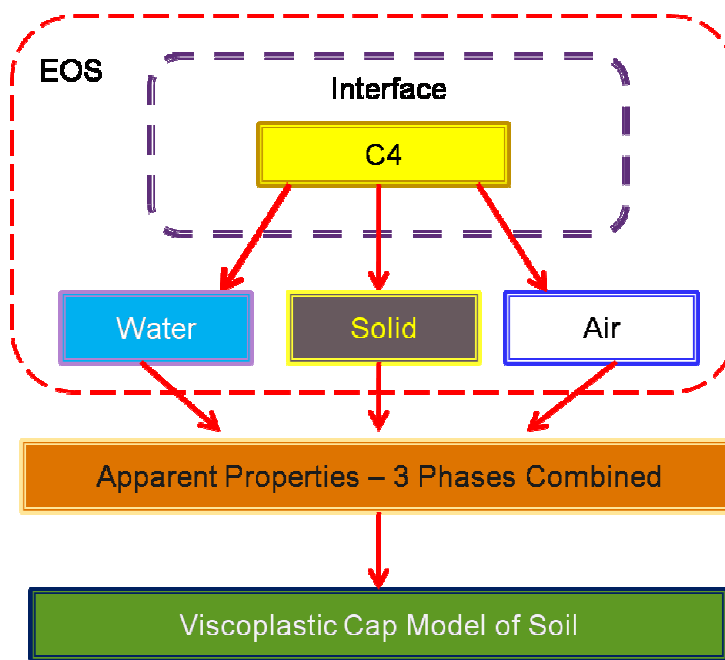 EOS
Interface
C4
Water
Solid
Air
Apparent Properties – 3 Phases Combined
Viscoplastic Cap Model of Soil